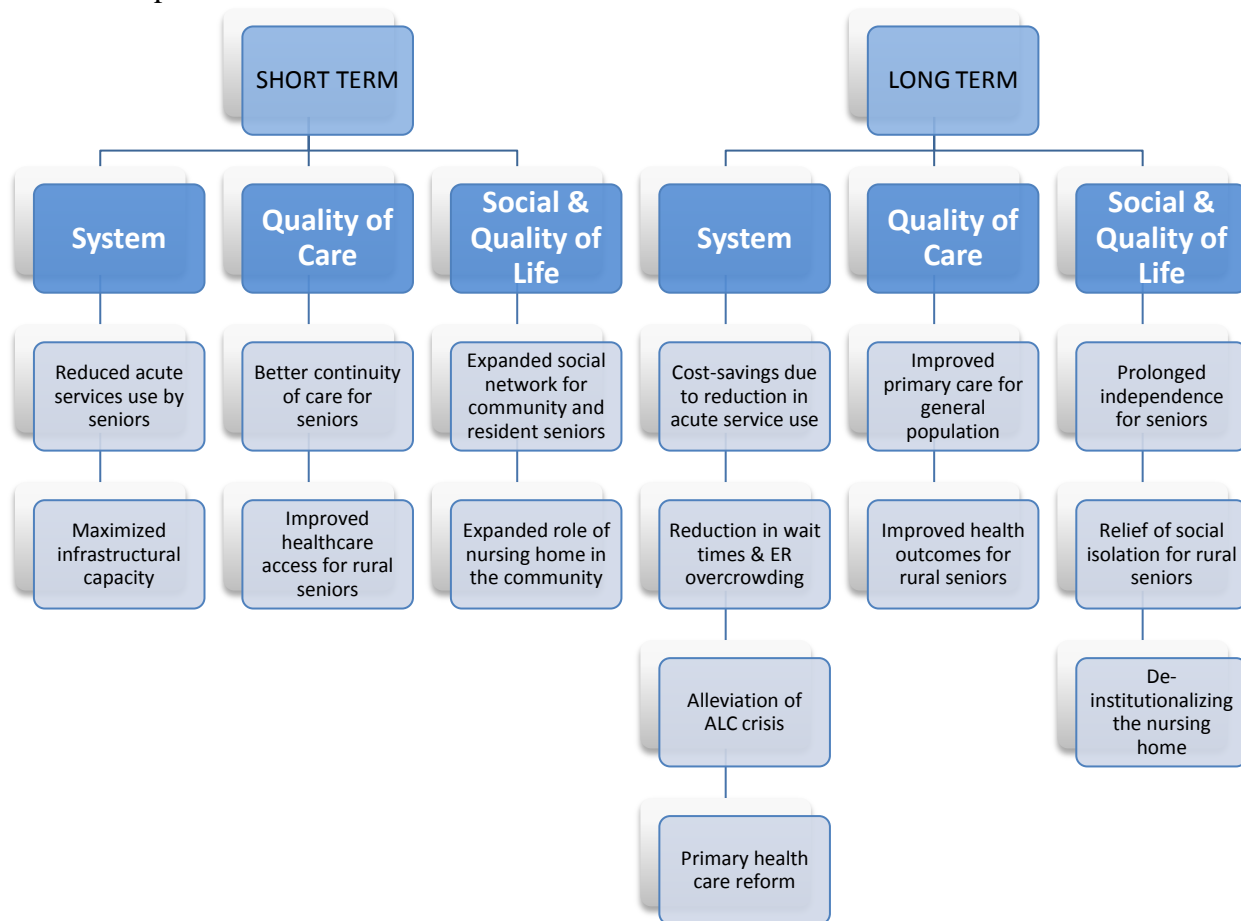 SHORT TERM
System
Reduced acute
services use by
seniors
Maximized
infrastructural
capacity
Quality of
Care
Better continuity
of care for
seniors
Improved
healthcare
access for rural
seniors
Social &
Quality of
Life
Expanded social
network for
community and
resident seniors
Expanded role of
nursing home in
the community
LONG TERM
System
Cost-savings due
to reduction in
acute service use
Reduction in wait
times & ER
overcrowding
Alleviation of
ALC crisis
Primary health
care reform
Quality of
Care
Improved
primary care for
general
population
Improved health
outcomes for
rural seniors
Social &
Quality of
Life
Prolonged
independence
for seniors
Relief of social
isolation for rural
seniors
De-
institutionalizing
the nursing
home